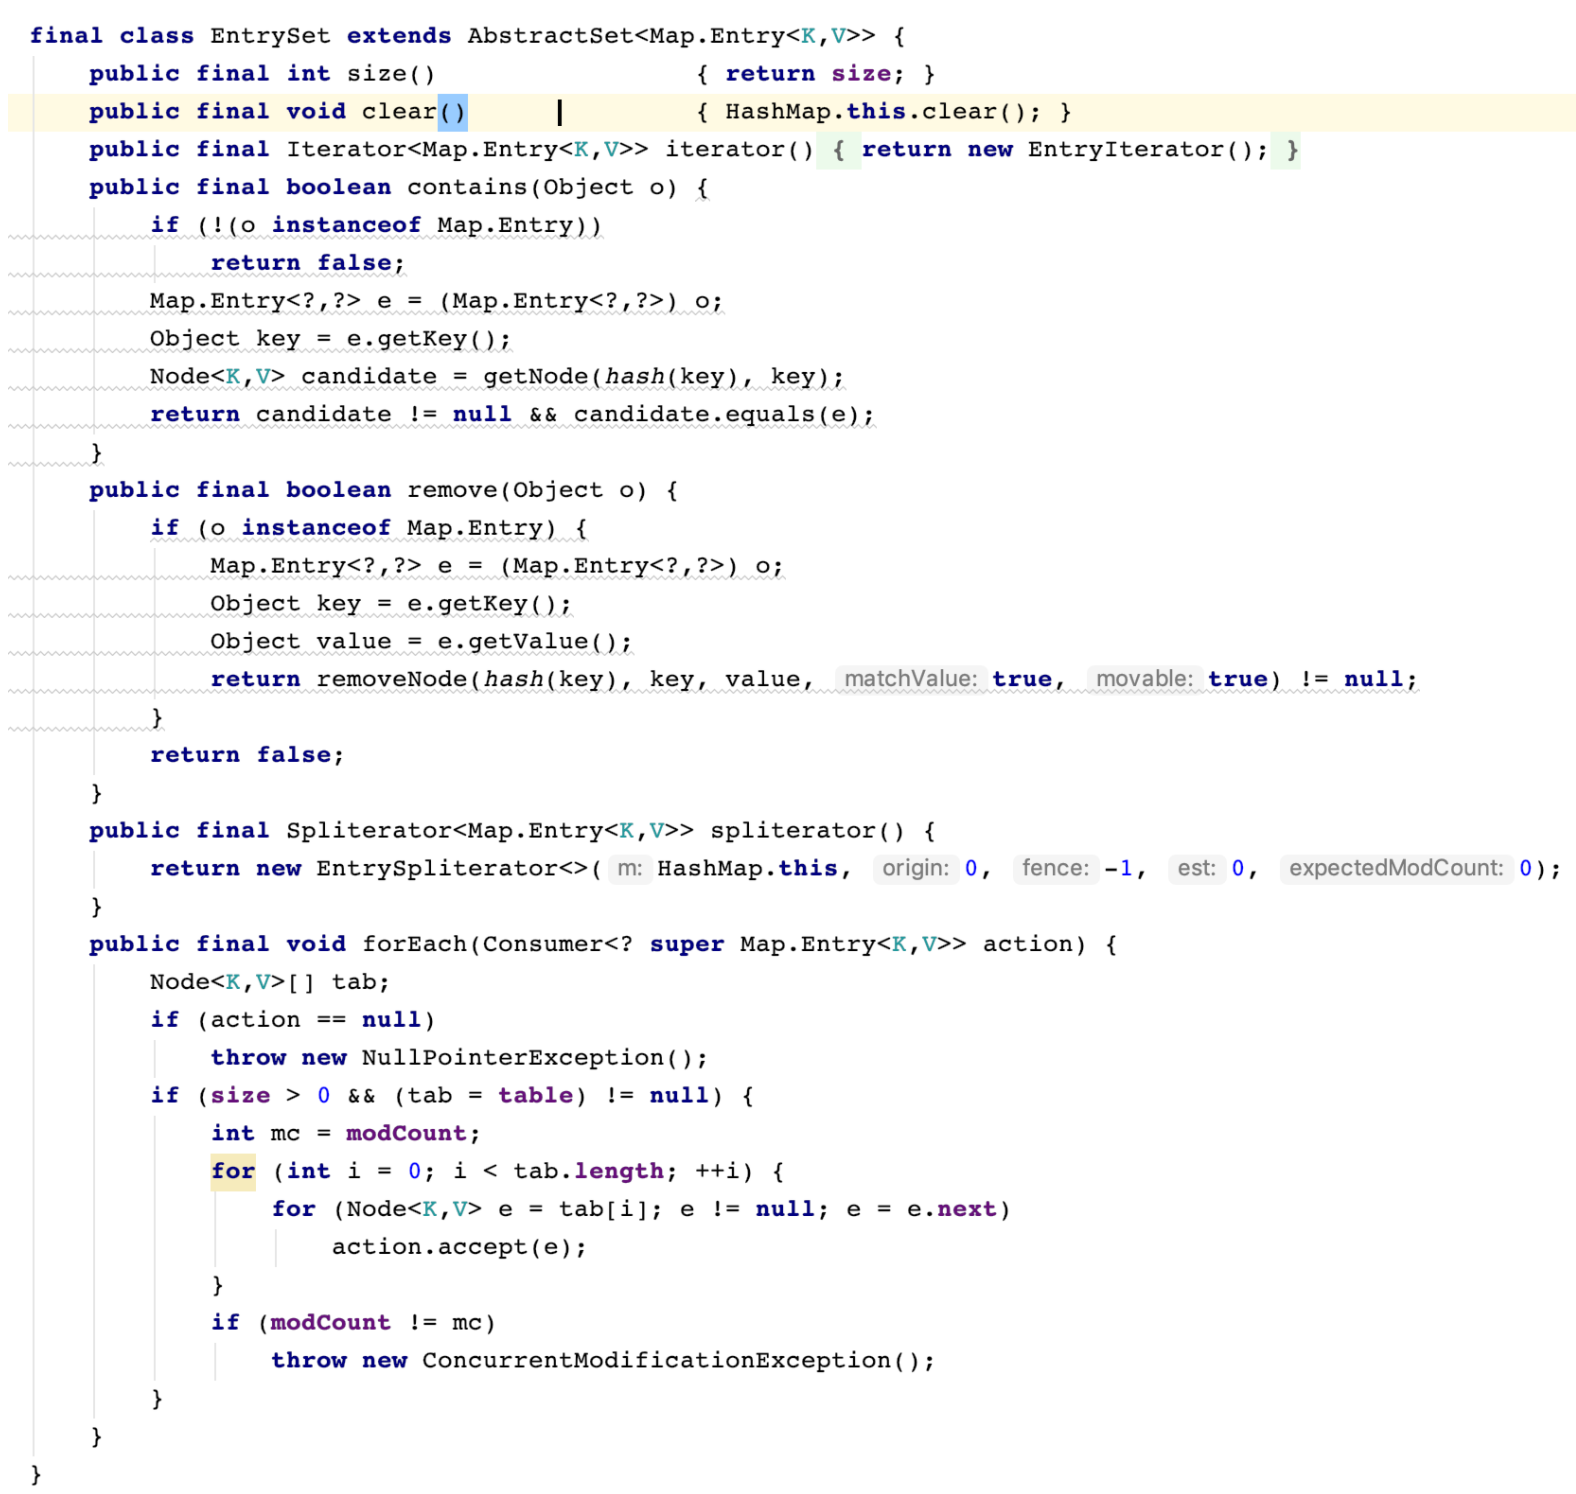 final class EntrySet extends AbstractSet<Map.Entry<K,V>> {
    public final int size()                 { return size; }
    public final void clear()               { HashMap.this.clear(); }
    public final Iterator<Map.Entry<K,V>> iterator() { return new EntryIterator(); }
    public final boolean contains(Object o) {
        if (!(o instanceof Map.Entry))
            return false;
        Map.Entry<?,?> e = (Map.Entry<?,?>) o;
        Object key = e.getKey();
        Node<K,V> candidate = getNode(hash(key), key);
        return candidate != null && candidate.equals(e);
    }
    public final boolean remove(Object o) {
        if (o instanceof Map.Entry) {
            Map.Entry<?,?> e = (Map.Entry<?,?>) o;
            Object key = e.getKey();
            Object value = e.getValue();
            return removeNode(hash(key), key, value, matchValue: true, movable: true) != null;
        }
        return false;
    }
    public final Spliterator<Map.Entry<K,V>> spliterator() {
        return new EntrySpliterator<>( m: HashMap.this, origin: 0, fence: -1, est: 0, expectedModCount: 0);
    }
    public final void forEach(Consumer<? super Map.Entry<K,V>> action) {
        Node<K,V>[] tab;
        if (action == null)
            throw new NullPointerException();
        if (size > 0 && (tab = table) != null) {
            int mc = modCount;
            for (int i = 0; i < tab.length; ++i) {
                for (Node<K,V> e = tab[i]; e != null; e = e.next)
                    action.accept(e);
            }
            if (modCount != mc)
                throw new ConcurrentModificationException();
        }
    }
}